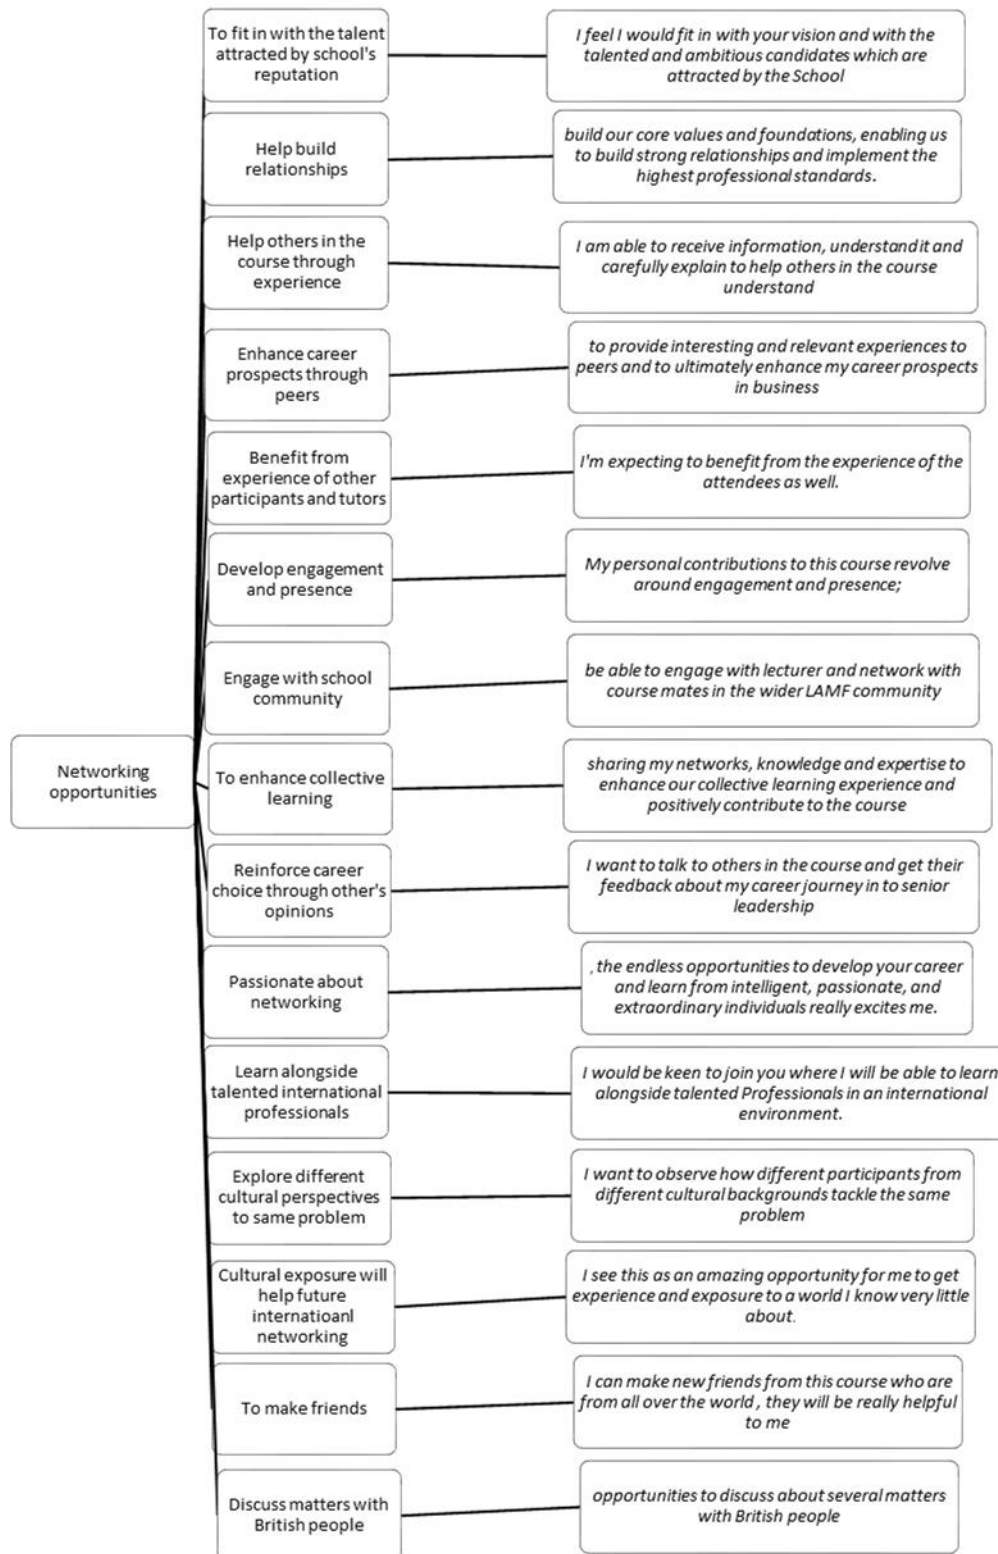 To fit in with the talent
attracted by school's
reputation
I feel I would fit in with your vision and with the
talented and ambitious candidates which are
attracted by the School
Help build
relationships
build our core values and foundations, enabling us
to build strong relationships and implement the
highest professional standards.
Help others in the
course through
experience
I am able to receive information, understand it and
carefully explain to help others in the course
understand
Enhance career
prospects through
peers
to provide interesting and relevant experiences to
peers and to ultimately enhance my career prospects
in business
Benefit from
experience of other
participants and tutors
I'm expecting to benefit from the experience of the
attendees as well.
Develop engagement
and presence
My personal contributions to this course revolve
around engagement and presence;
Engage with school
community
be able to engage with lecturer and network with
course mates in the wider LAMF community
Networking
opportunities
To enhance collective
learning
sharing my networks, knowledge and expertise to
enhance our collective learning experience and
positively contribute to the course
Reinforce career
choice through other's
opinions
I want to talk to others in the course and get their
feedback about my career journey in to senior
leadership
Passionate about
networking
, the endless opportunities to develop your career
and learn from intelligent, passionate, and
extraordinary individuals really excites me.
Learn alongside
talented international
professionals
I would be keen to join you where I will be able to learn
alongside talented Professionals in an international
environment.
Explore different
cultural perspectives
to same problem
I want to observe how different participants from
different cultural backgrounds tackle the same
problem
Cultural exposure will
help future
internatioanl
networking
I see this as an amazing opportunity for me to get
experience and exposure to a world I know very little
about.
To make friends
I can make new friends from this course who are
from all over the world , they will be really helpful
to me
Discuss matters with
British people
opportunities to discuss about several matters
with British people